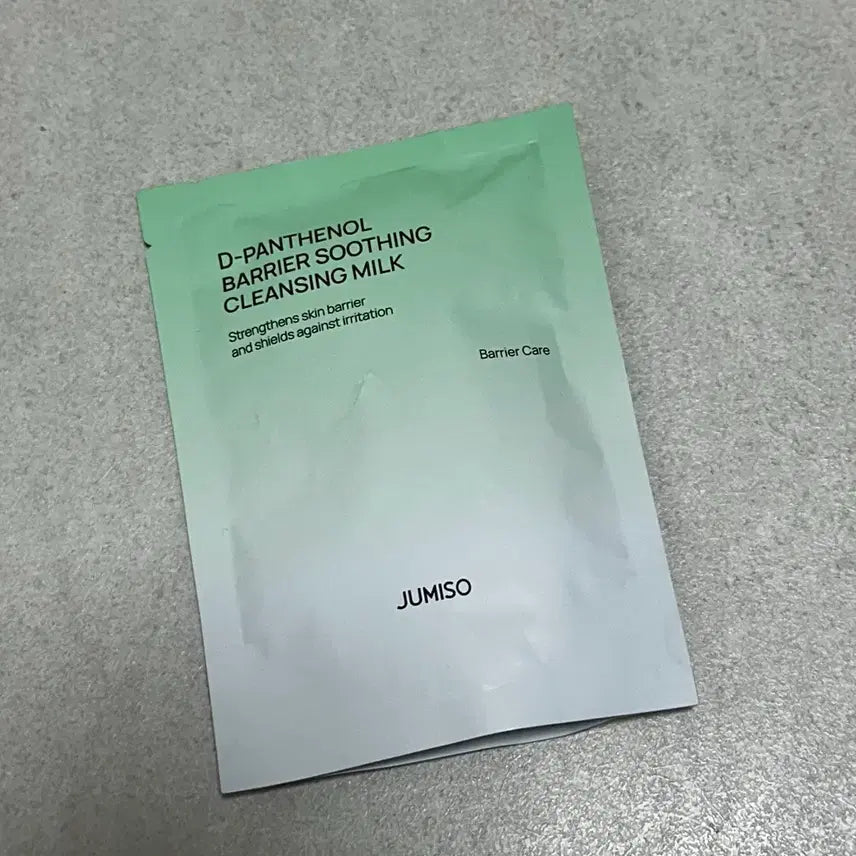 D-PANTHENOL
BARRIER SOOTHING
CLEANSING MILK
Strengthens skin barrier
and shields against irritation
Barrier Care
JUMISO